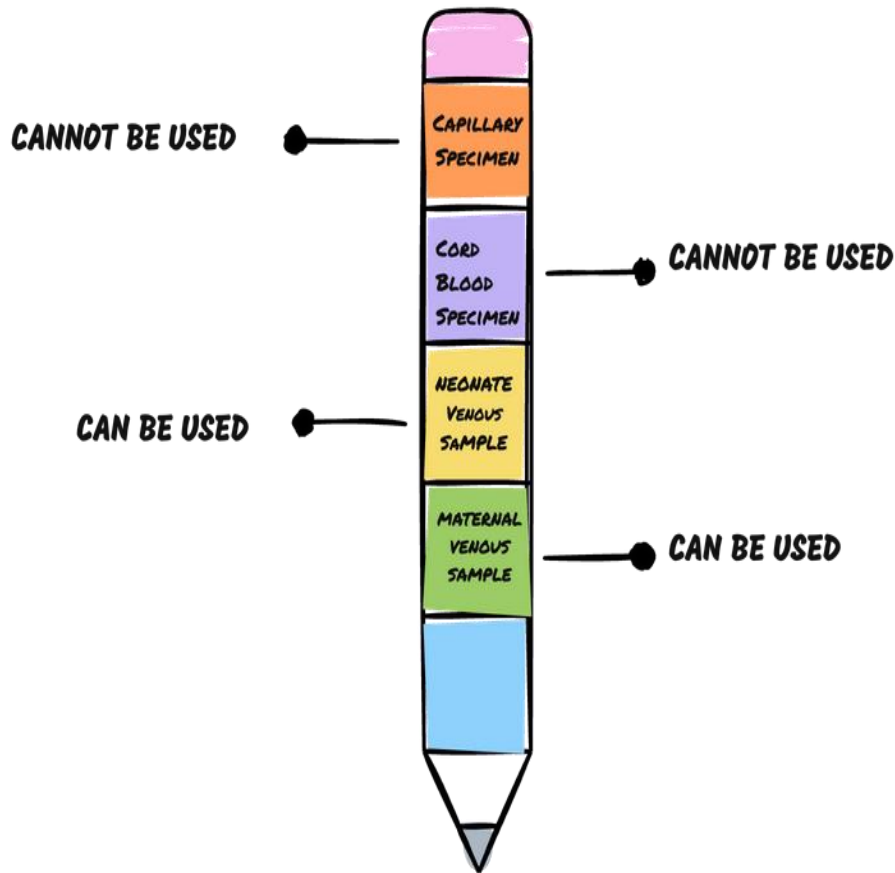 CANNOT BE USED
CAPILLARY
SPECIMEN
CORD
BLOOD
SPECIMEN
CANNOT BE USED
CAN BE USED
NEONATE
VENOUS
SAMPLE
MATERNAL
VENOUS
SAMPLE
CAN BE USED